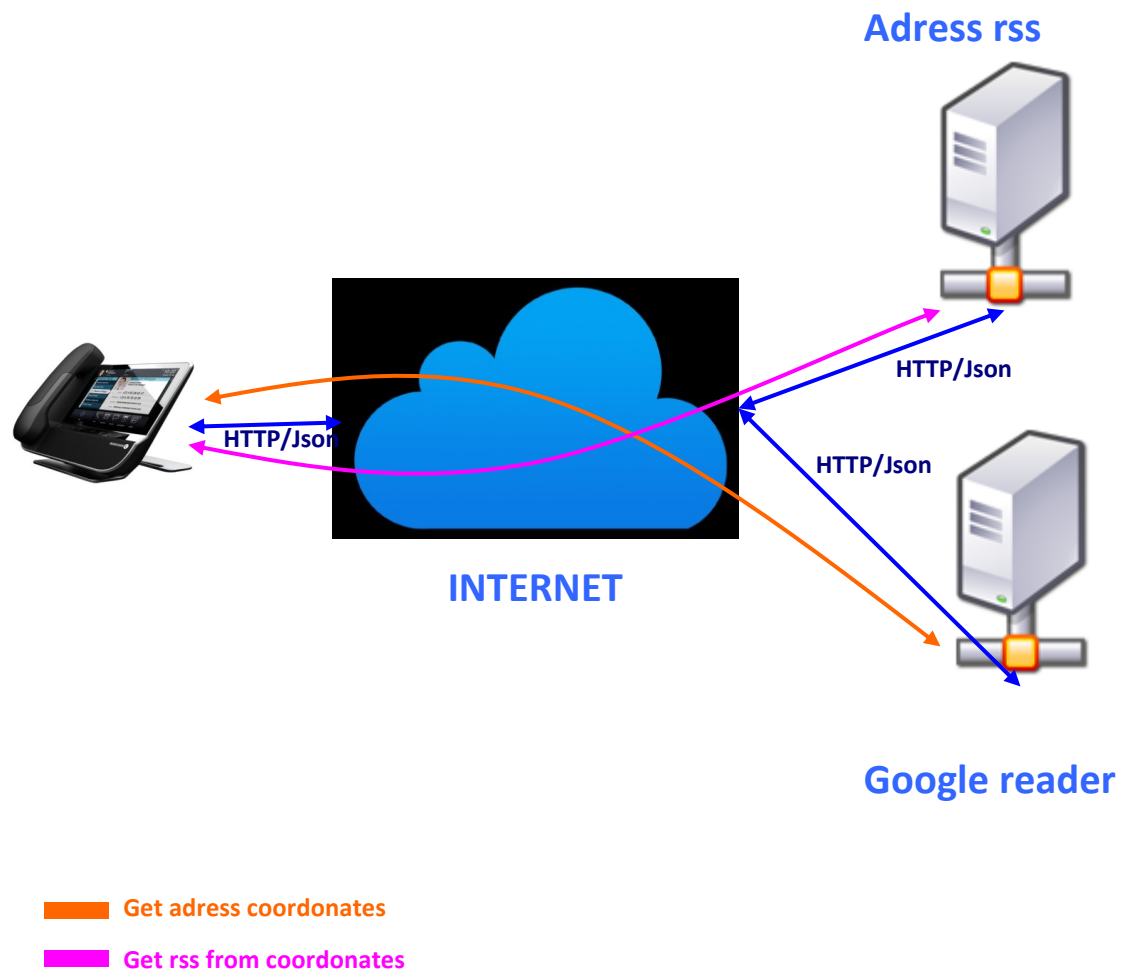 Adress rss
HTTP/Json
HTTP/Json
HTTP/Json
INTERNET
Google reader
Get adress coordonates
Get rss from coordonates